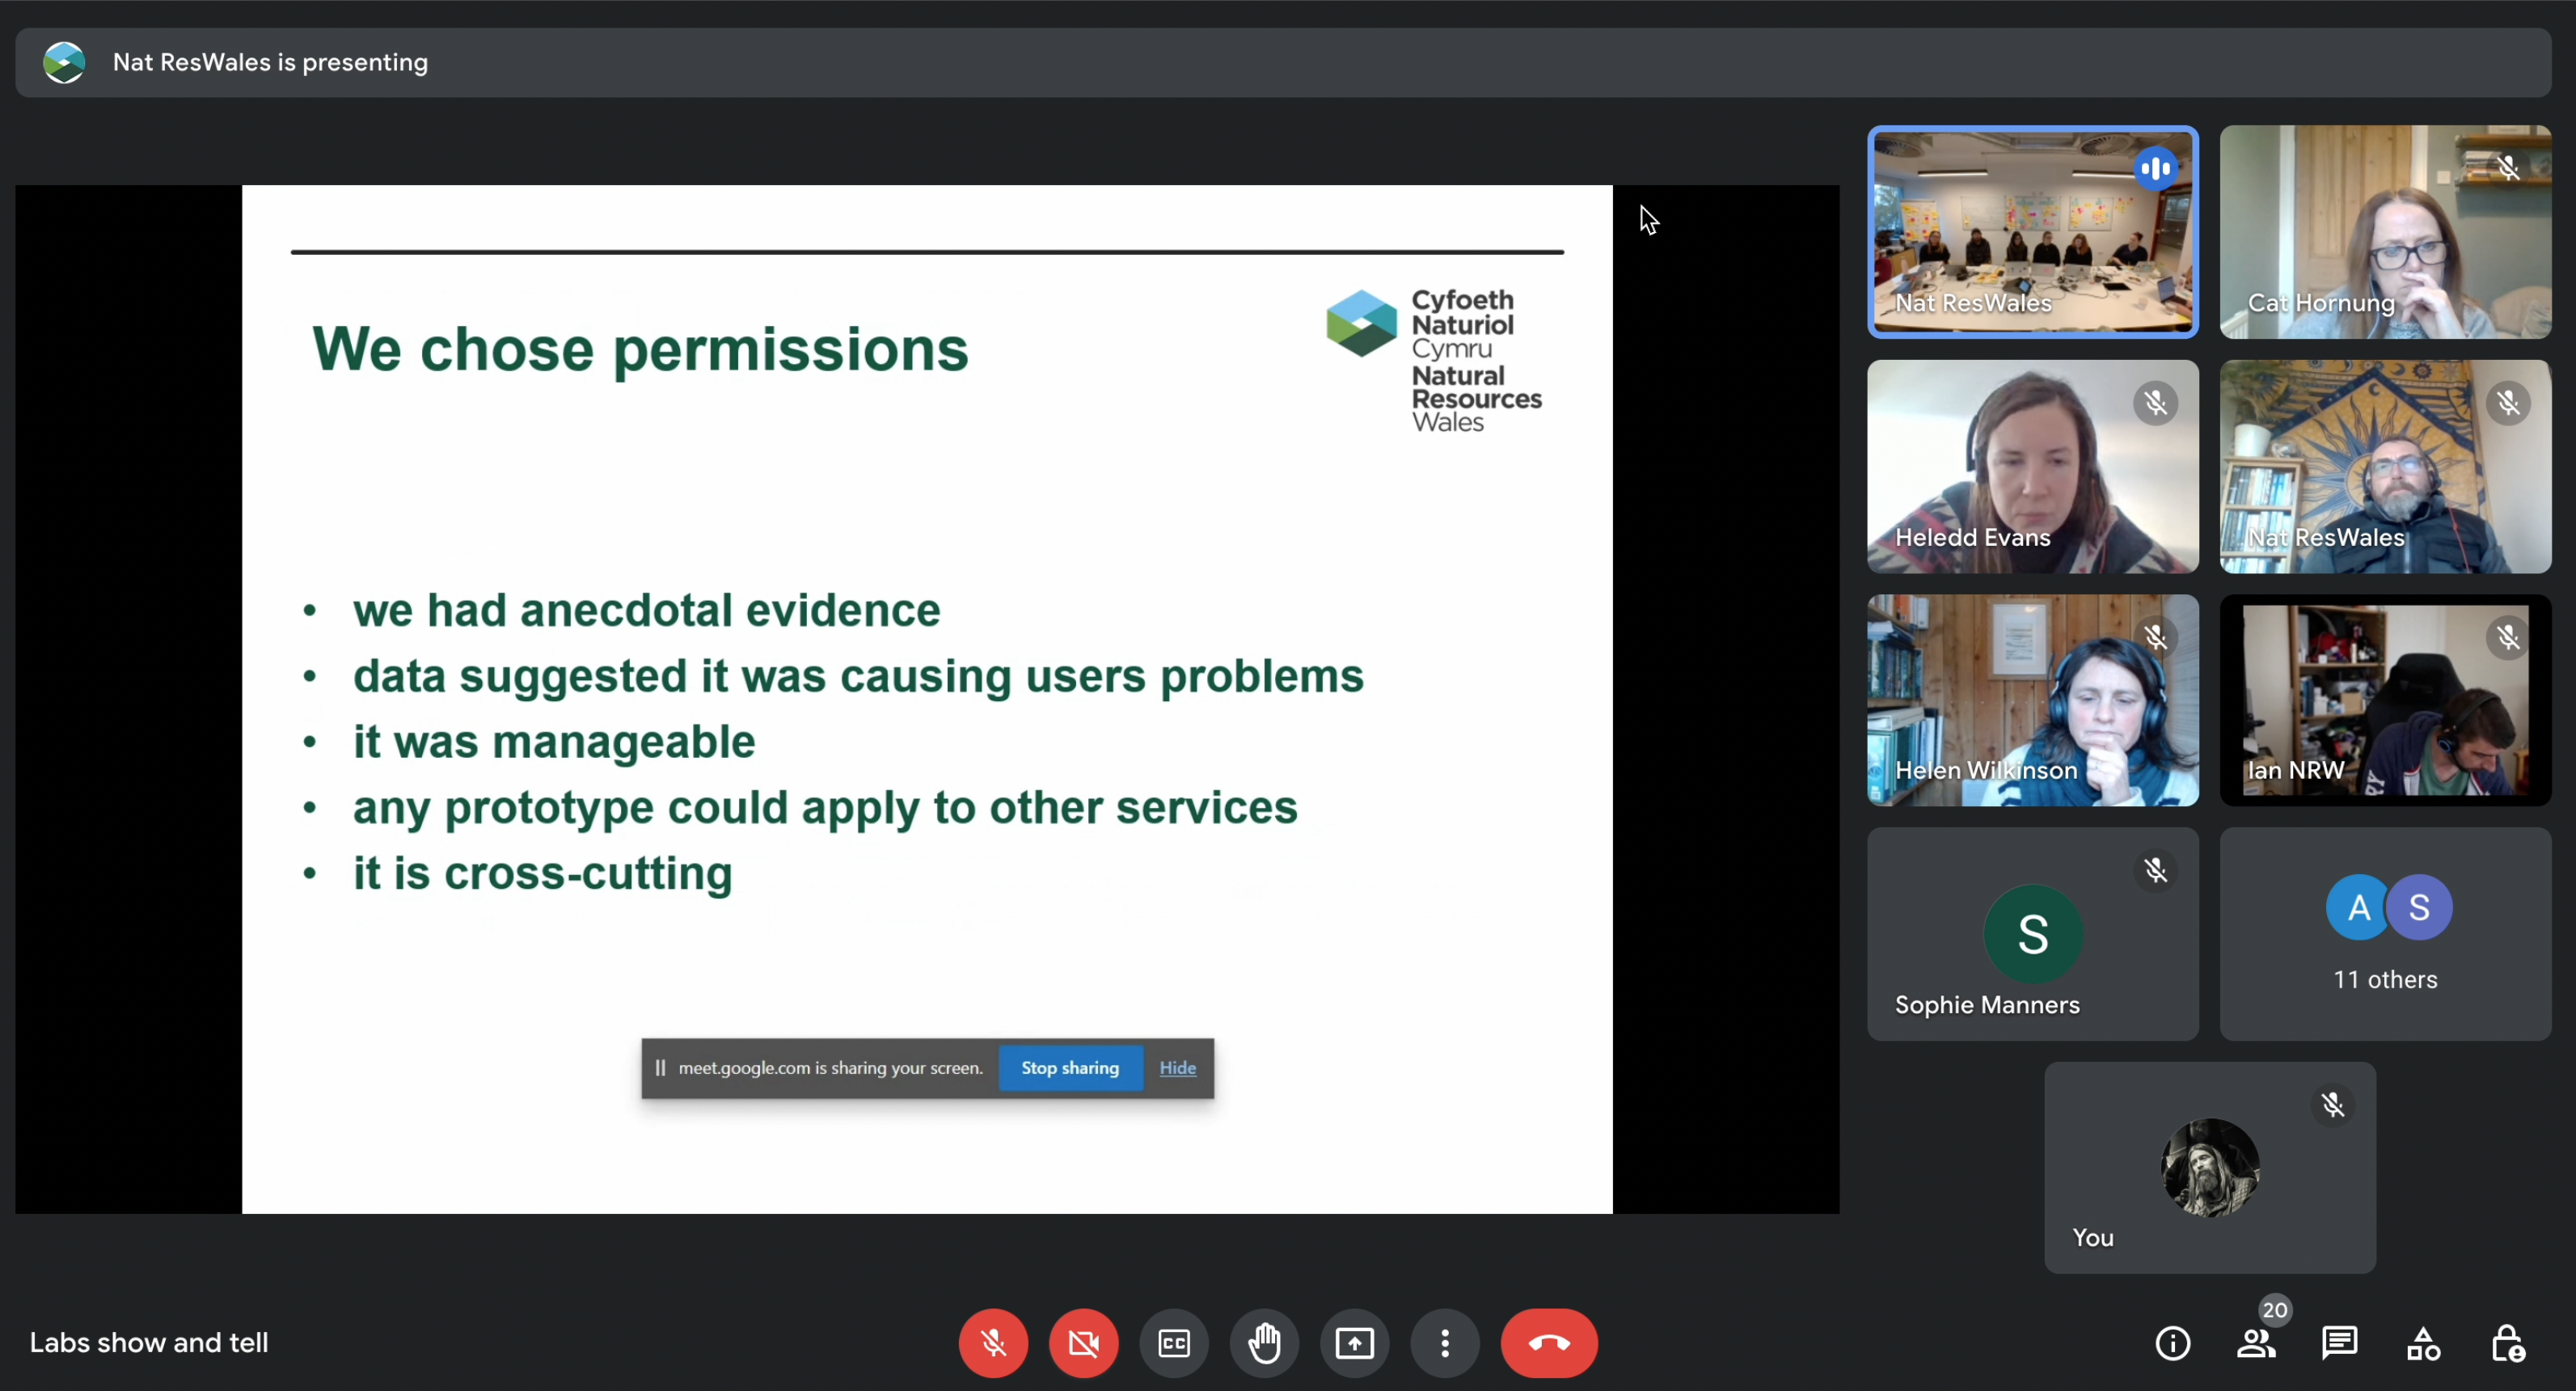 Nat ResWales is presenting
We chose permissions
Cyfoeth
Naturiol
Cymru
Natural
Resources
Wales
• we had anecdotal evidence
• data suggested it was causing users problems
• it was manageable
• any prototype could apply to other services
• it is cross-cutting
meet.google.com is sharing your screen. Stop sharing Hide
Nat ResWales
Cat Hornung
Heledd Evans
Nat ResWales
Helen Wilkinson
Ian NRW
S
Sophie Manners
A S
11 others
You
Labs show and tell
CC
20